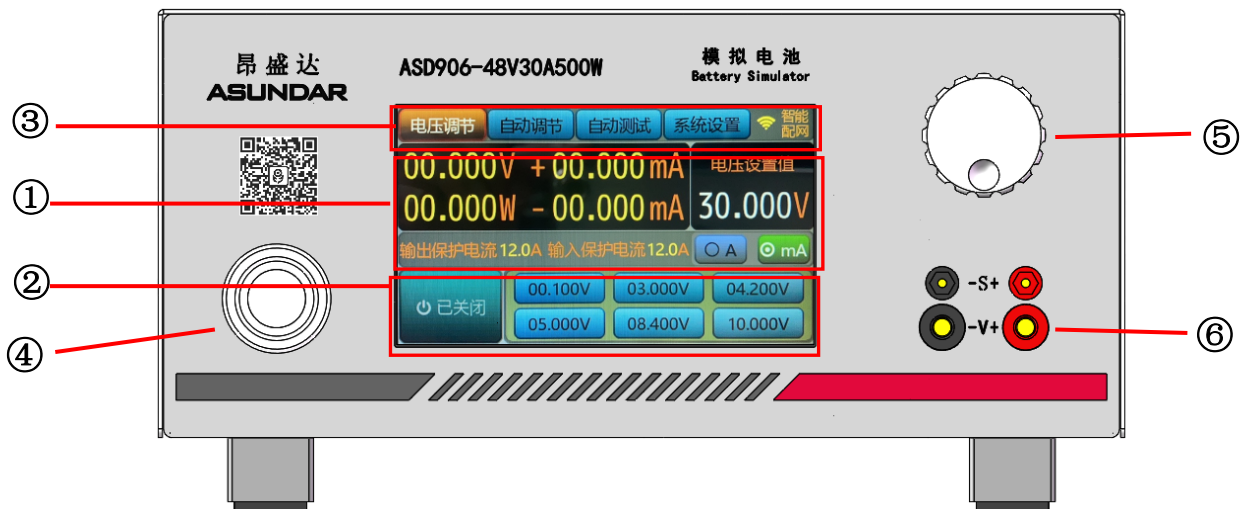 昂盛达
ASUNDAR
ASD906-48V30A500W
模拟电池
Battery Simulator
③
电压调节 自动调节 自动测试 系统设置 智能配网
①
00.000V +00.000mA 电压设置值
00.000W -00.000mA 30.000V
输出保护电流12.0A 输入保护电流12.0A A mA
②
已关闭 00.100V 03.000V 04.200V
05.000V 08.400V 10.000V
④
⑤
-S+
-V+
⑥